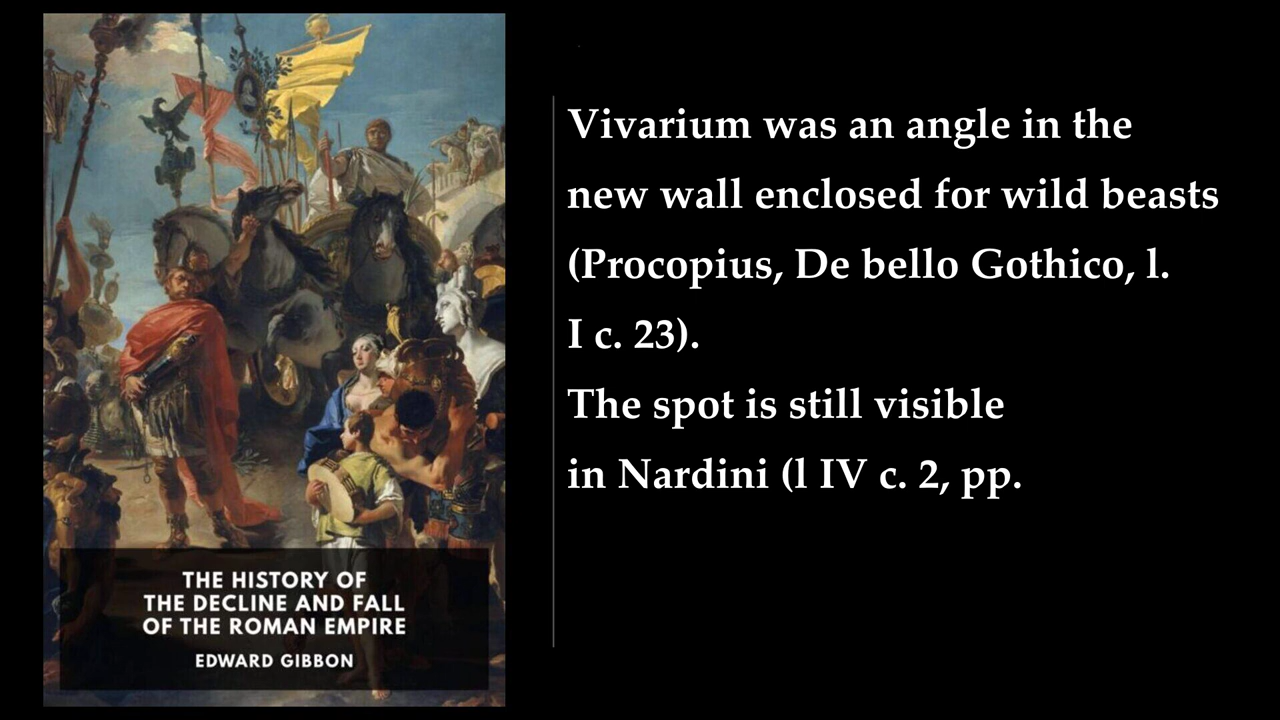 THE HISTORY OF
THE DECLINE AND FALL
OF THE ROMAN EMPIRE
EDWARD GIBBON
Vivarium was an angle in the
new wall enclosed for wild beasts
(Procopius, De bello Gothico, l.
I c. 23).
The spot is still visible
in Nardini (l IV c. 2, pp.